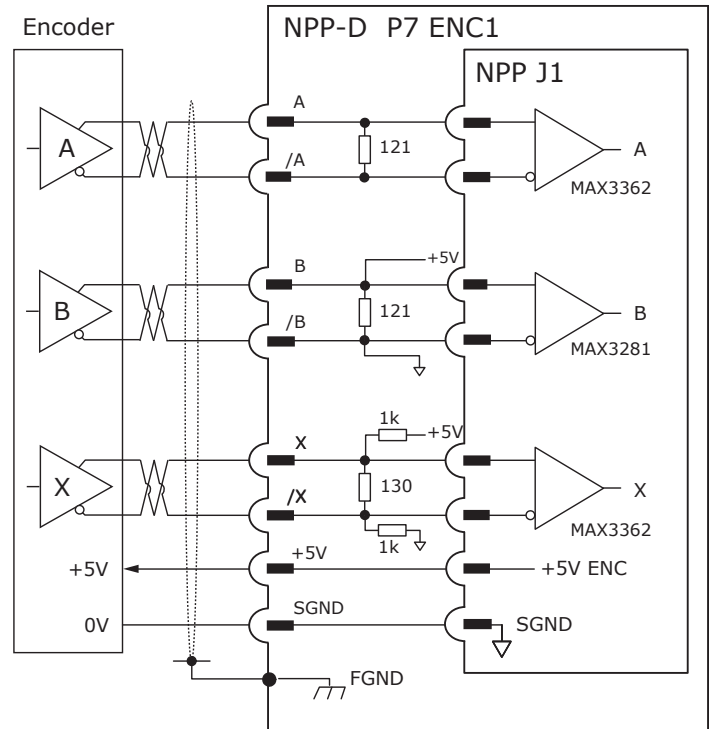 Encoder
NPP-D P7 ENC1
NPP J1
A
A
/A
121
A
MAX3362
B
B
/B
+5V
121
B
MAX3281
X
X
/X
1k
+5V
130
1k
X
MAX3362
+5V
+5V
+5V ENC
0V
SGND
SGND
FGND